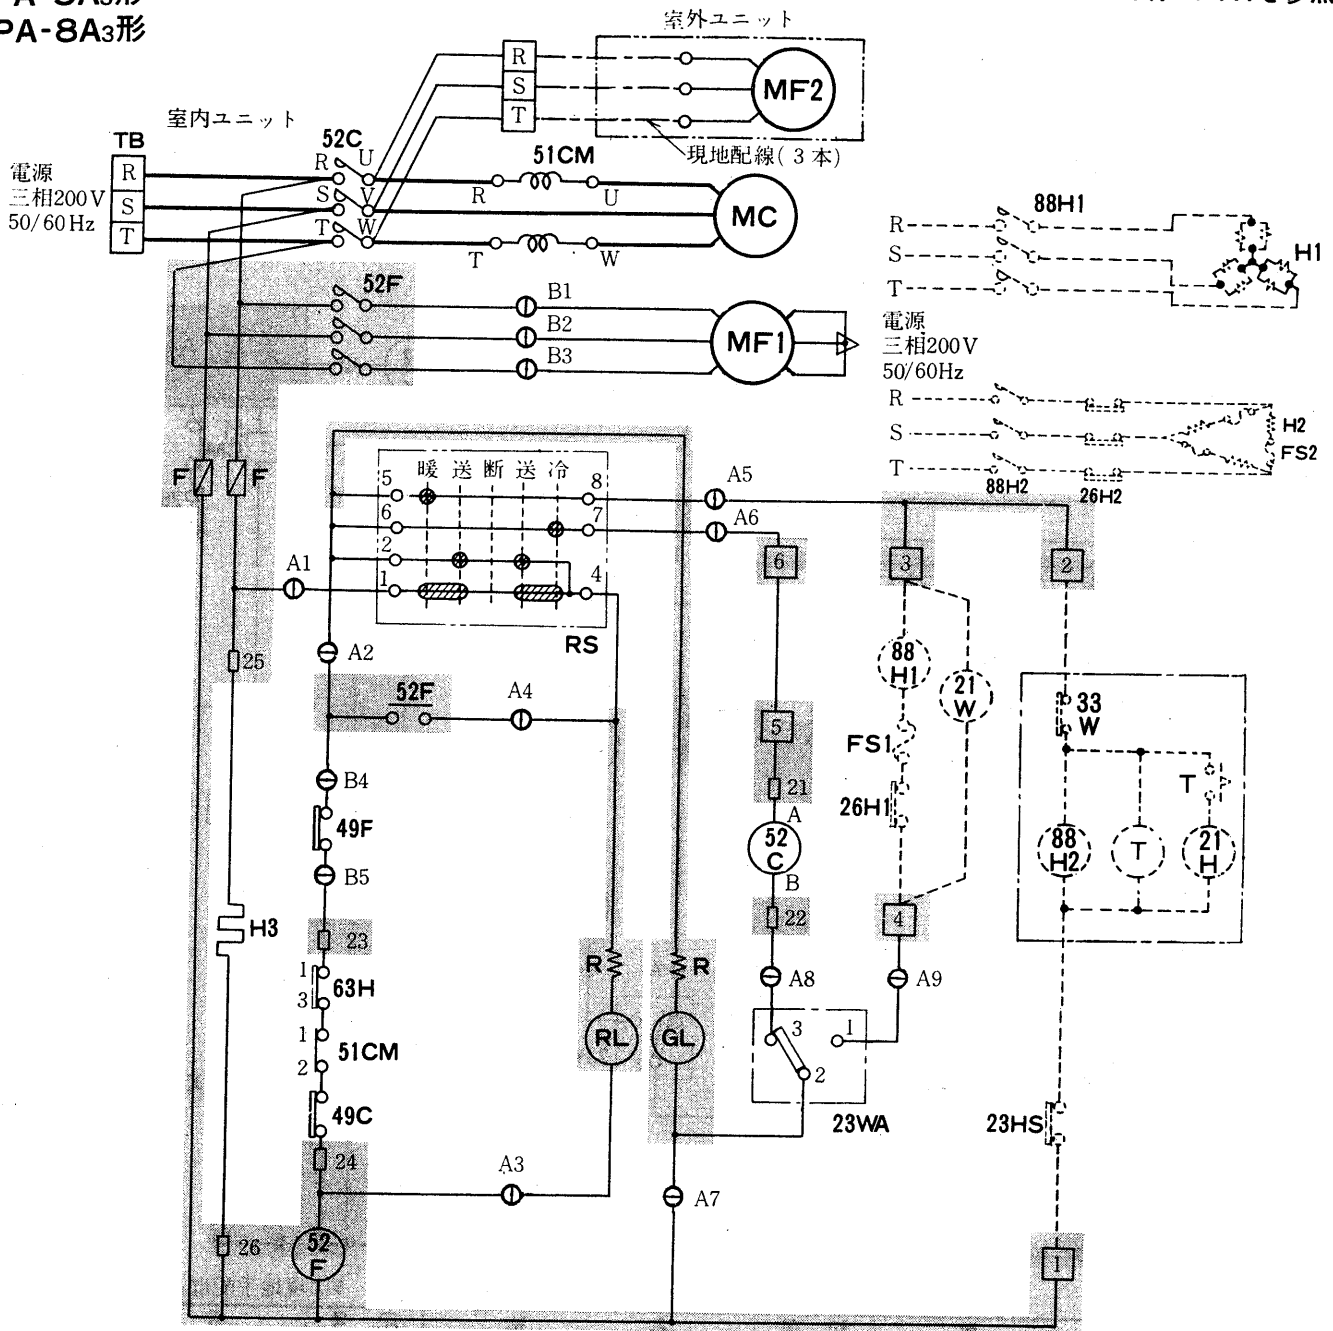 PA-8A3形
室外ユニット
R
S
T
MF2
現地配線(3本)
室内ユニット
TB
電源
三相200V
50/60Hz
R
S
T
52C
R U
S V
T W
51CM
R U
T W
MC
52F
B1
B2
B3
MF1
88H1
R
S
T
H1
電源
三相200V
50/60Hz
R
S
T
88H2
26H2
H2
FS2
F F
暖 送 断 送 冷
5 8
6 7
2
1 4
RS
A1
A2
A5
A6
6
3
2
25
52F
A4
B4
49F
B5
23
1
3
63H
1
2
51CM
49C
24
H3
26
52
F
A3
R
RL
R
GL
A7
5
21
A
52
C
B
22
A8
3
1
2
23WA
88
H1
21
W
FS1
26H1
4
A9
33
W
T
88
H2
T
21
H
23HS
1